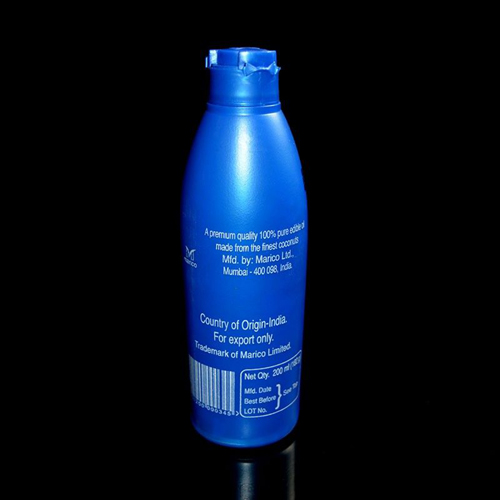 A premium quality 100% pure edible oil
made from the finest coconuts
Mfd. by: Marico Ltd.,
Mumbai - 400 098, India.
marico
Country of Origin-India.
For export only.
Trademark of Marico Limited.
Net Qty. 200 ml
Mfd. Date
Best Before
LOT No.